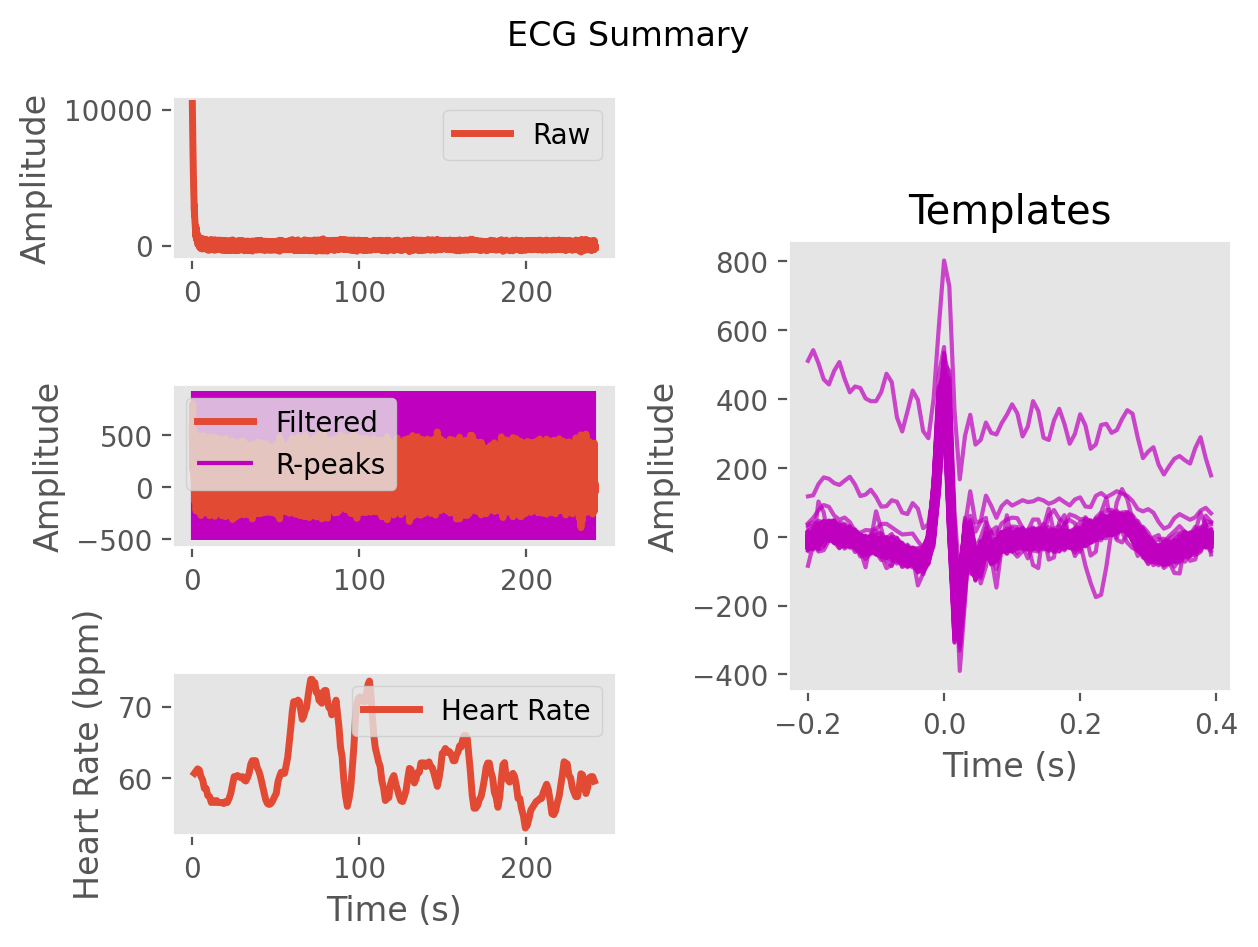 ECG Summary
Amplitude
10000
0
Raw
0
100
200
Amplitude
500
0
−500
Filtered
R-peaks
0
100
200
Heart Rate (bpm)
70
60
Heart Rate
0
100
200
Time (s)
Templates
Amplitude
800
600
400
200
0
−200
−400
−0.2
0.0
0.2
0.4
Time (s)